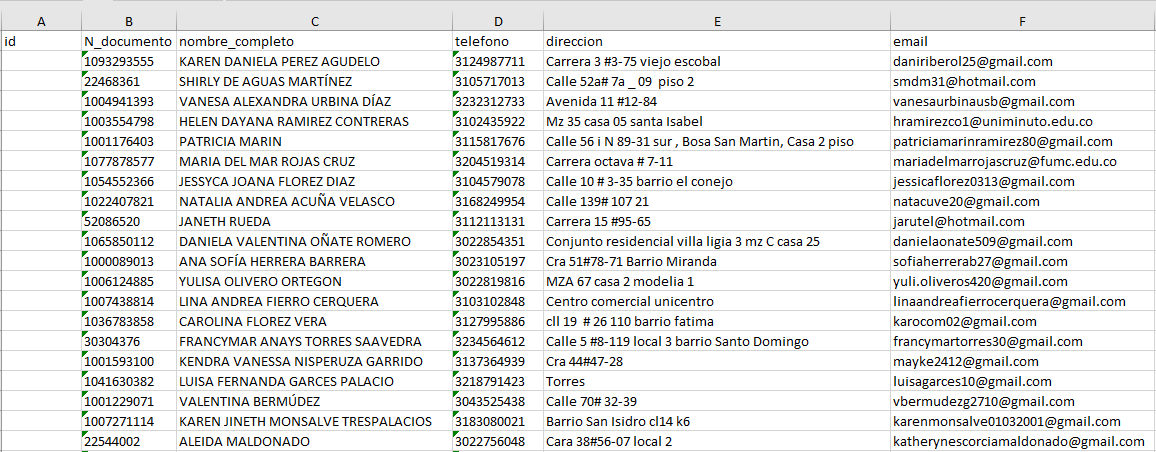 A B C D E F
id N_documento nombre_completo telefono direccion email
1093293555 KAREN DANIELA PEREZ AGUDELO 3124987711 Carrera 3 #3-75 viejo escobal daniriberol25@gmail.com
22468361 SHIRLY DE AGUAS MARTÍNEZ 3105717013 Calle 52a# 7a _ 09 piso 2 smdm31@hotmail.com
1004941393 VANESA ALEXANDRA URBINA DÍAZ 3232312733 Avenida 11 #12-84 vanesaurbinausb@gmail.com
1003554798 HELEN DAYANA RAMIREZ CONTRERAS 3102435922 Mz 35 casa 05 santa Isabel hramirezco1@uniminuto.edu.co
1001176403 PATRICIA MARIN 3115817676 Calle 56 i N 89-31 sur , Bosa San Martin, Casa 2 piso patriciamarinramirez80@gmail.com
1077878577 MARIA DEL MAR ROJAS CRUZ 3204519314 Carrera octava # 7-11 mariadelmarrojascruz@fumc.edu.co
1054552366 JESSYCA JOANA FLOREZ DIAZ 3104579078 Calle 10 # 3-35 barrio el conejo jessicaflorez0313@gmail.com
1022407821 NATALIA ANDREA ACUÑA VELASCO 3168249954 Calle 139# 107 21 natacuve20@gmail.com
52086520 JANETH RUEDA 3112113131 Carrera 15 #95-65 jarutel@hotmail.com
1065850112 DANIELA VALENTINA OÑATE ROMERO 3022854351 Conjunto residencial villa ligia 3 mz C casa 25 danielaonate509@gmail.com
1000089013 ANA SOFÍA HERRERA BARRERA 3023105197 Cra 51#78-71 Barrio Miranda sofiaherrerab27@gmail.com
1006124885 YULISA OLIVERO ORTEGON 3022819816 MZA 67 casa 2 modelia 1 yuli.oliveros420@gmail.com
1007438814 LINA ANDREA FIERRO CERQUERA 3103102848 Centro comercial unicentro linaandreafierrocerquera@gmail.com
1036783858 CAROLINA FLOREZ VERA 3127995886 cll 19 # 26 110 barrio fatima karocom02@gmail.com
30304376 FRANCYMAR ANAYS TORRES SAAVEDRA 3234564612 Calle 5 #8-119 local 3 barrio Santo Domingo francymartorres30@gmail.com
1001593100 KENDRA VANESSA NISPERUZA GARRIDO 3137364939 Cra 44#47-28 mayke2412@gmail.com
1041630382 LUISA FERNANDA GARCES PALACIO 3218791423 Torres luisagarces10@gmail.com
1001229071 VALENTINA BERMÚDEZ 3043525438 Calle 70# 32-39 vbermudezg2710@gmail.com
1007271114 KAREN JINETH MONSALVE TRESPALACIOS 3183080021 Barrio San Isidro cl14 k6 karenmonsalve01032001@gmail.com
22544002 ALEIDA MALDONADO 3022756048 Cara 38#56-07 local 2 katherynescorciamaldonado@gmail.com